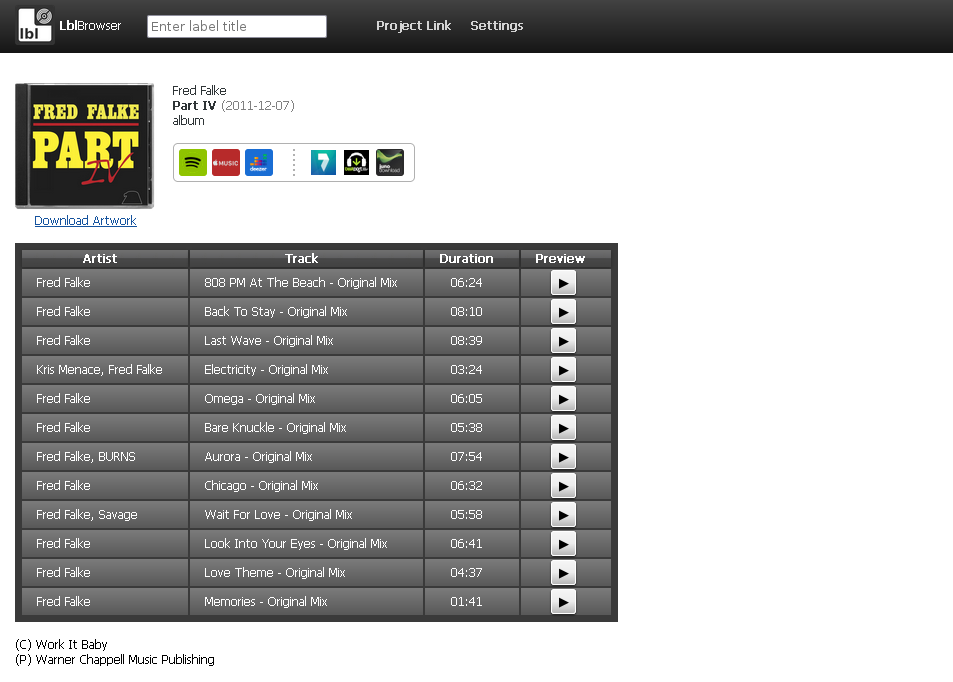 lbl LblBrowser Enter label title Project Link Settings
FRED FALKE
PART
IV
Fred Falke
Part IV (2011-12-07)
album
MUSIC deezer beatport juno download
Download Artwork
Artist Track Duration Preview
Fred Falke 808 PM At The Beach - Original Mix 06:24
Fred Falke Back To Stay - Original Mix 08:10
Fred Falke Last Wave - Original Mix 08:39
Kris Menace, Fred Falke Electricity - Original Mix 03:24
Fred Falke Omega - Original Mix 06:05
Fred Falke Bare Knuckle - Original Mix 05:38
Fred Falke, BURNS Aurora - Original Mix 07:54
Fred Falke Chicago - Original Mix 06:32
Fred Falke, Savage Wait For Love - Original Mix 05:58
Fred Falke Look Into Your Eyes - Original Mix 06:41
Fred Falke Love Theme - Original Mix 04:37
Fred Falke Memories - Original Mix 01:41
(C) Work It Baby
(P) Warner Chappell Music Publishing